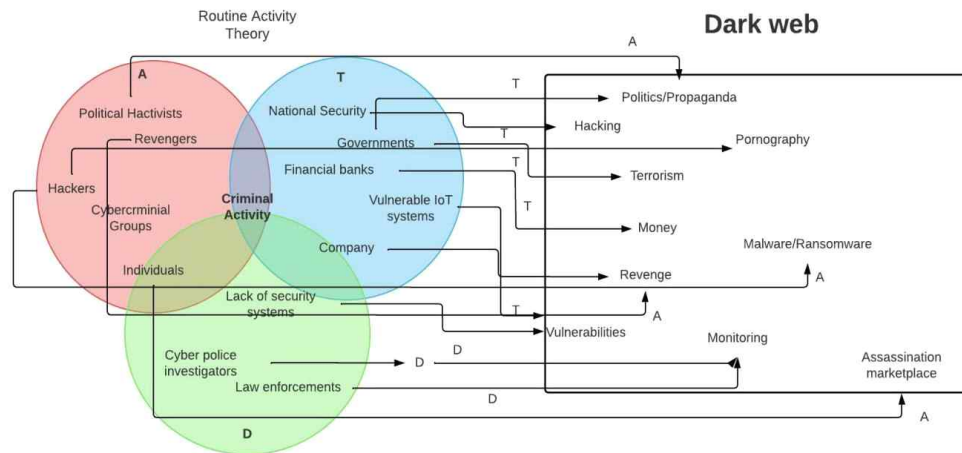 Routine Activity
Theory
Dark web
A
A
T
T
Political Hactivists
National Security
Politics/Propaganda
Hacking
Revengers
Governments
T
Pornography
Financial banks
T
Terrorism
Hackers
Cybercrminial
Groups
Criminal
Activity
Vulnerable IoT
systems
T
Money
Company
Malware/Ransomware
Individuals
Revenge
A
Lack of security
systems
T
A
Vulnerabilities
Monitoring
Cyber police
investigators
D
D
Assassination
marketplace
Law enforcements
D
A
D